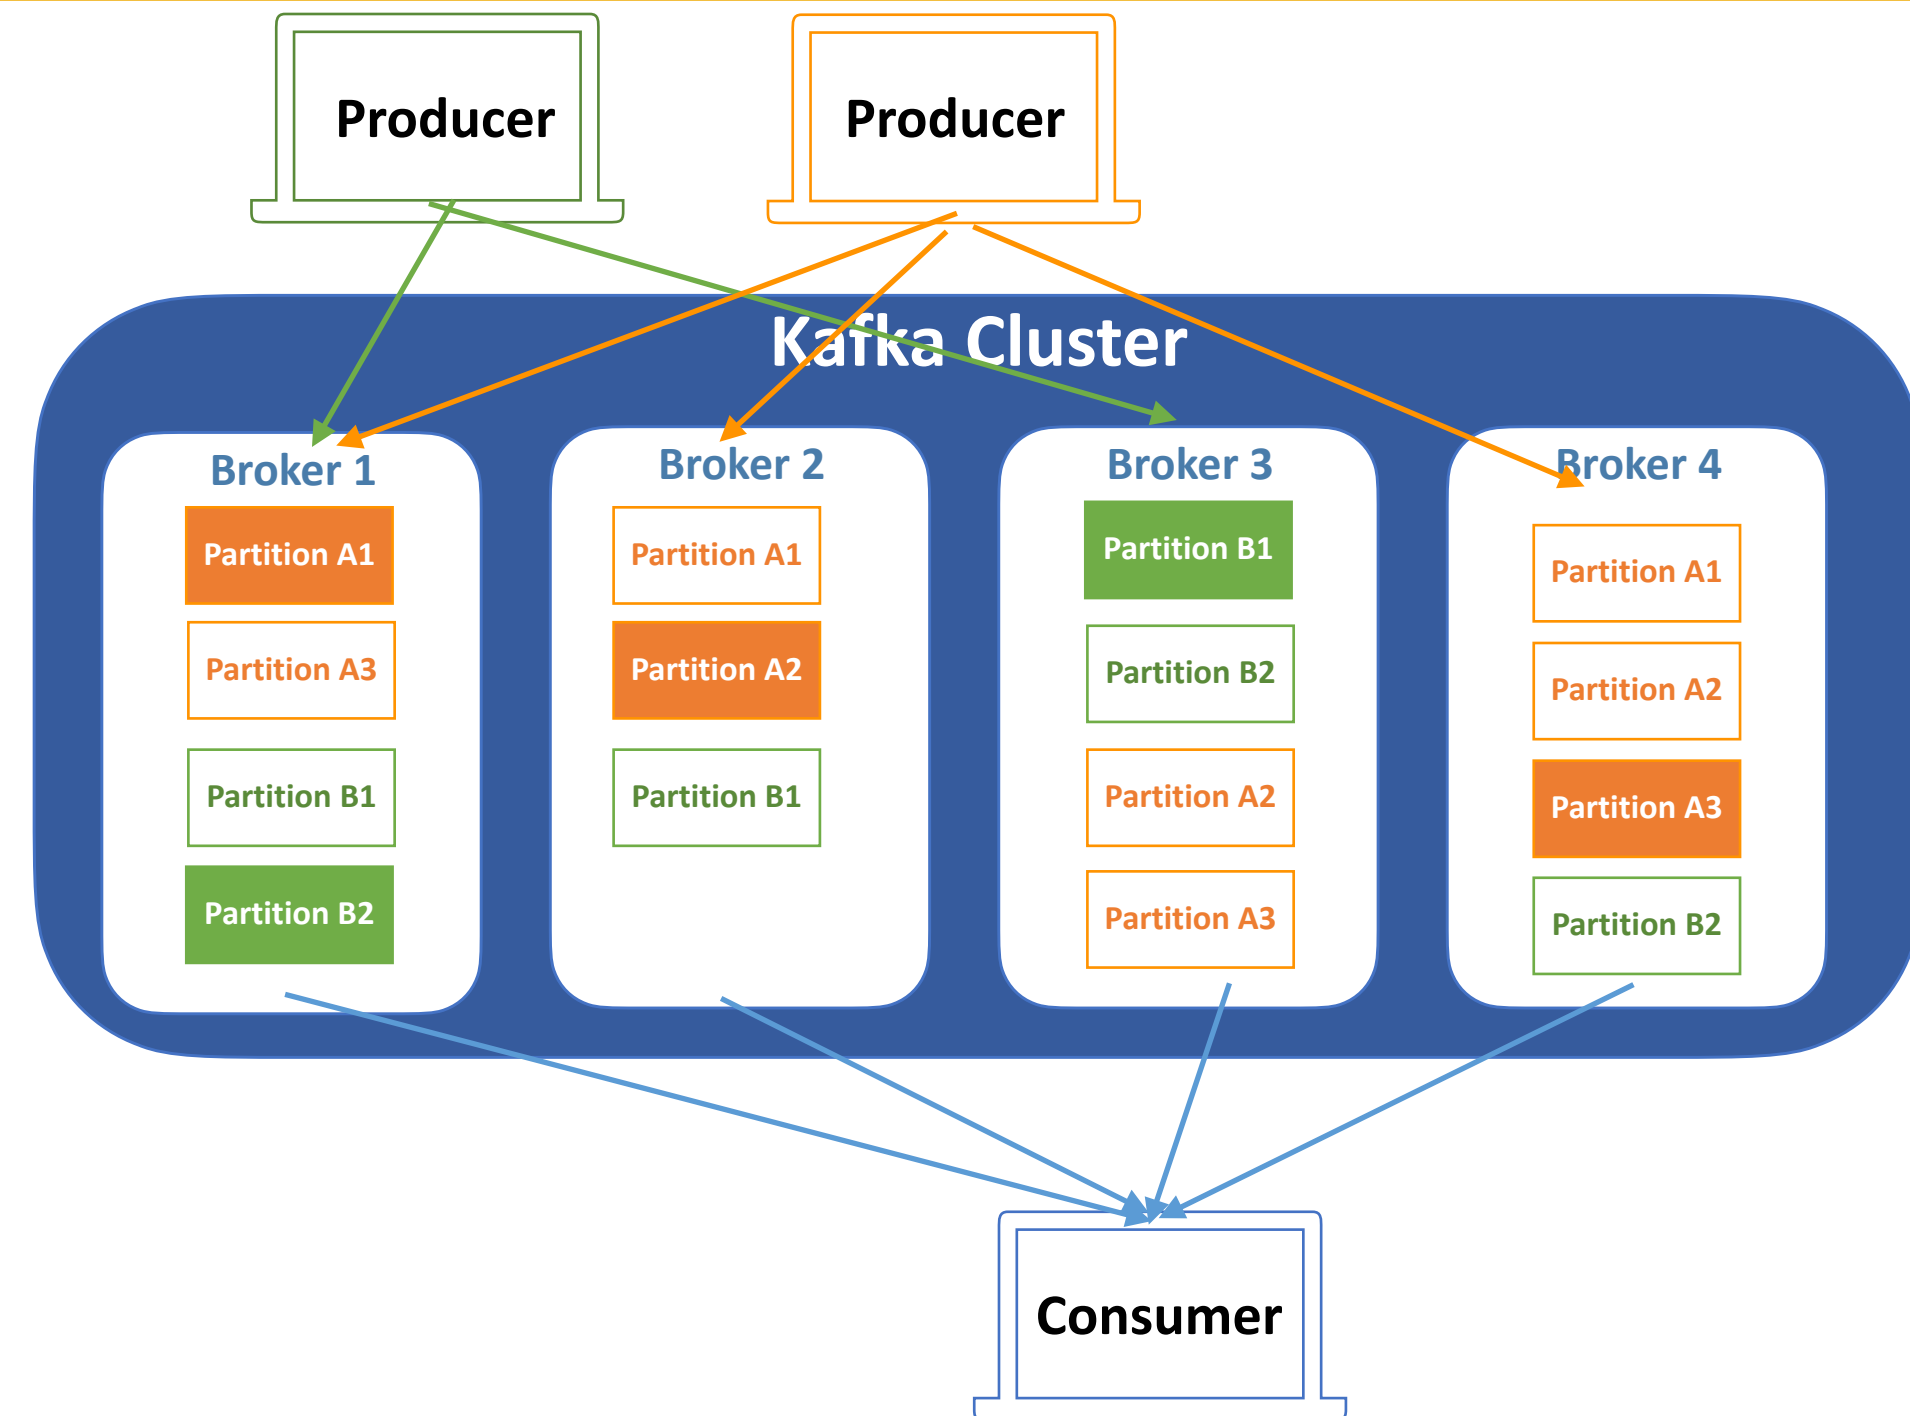 Producer
Producer
Kafka Cluster
Broker 1
Partition A1
Partition A3
Partition B1
Partition B2
Broker 2
Partition A1
Partition A2
Partition B1
Broker 3
Partition B1
Partition B2
Partition A2
Partition A3
Broker 4
Partition A1
Partition A2
Partition A3
Partition B2
Consumer